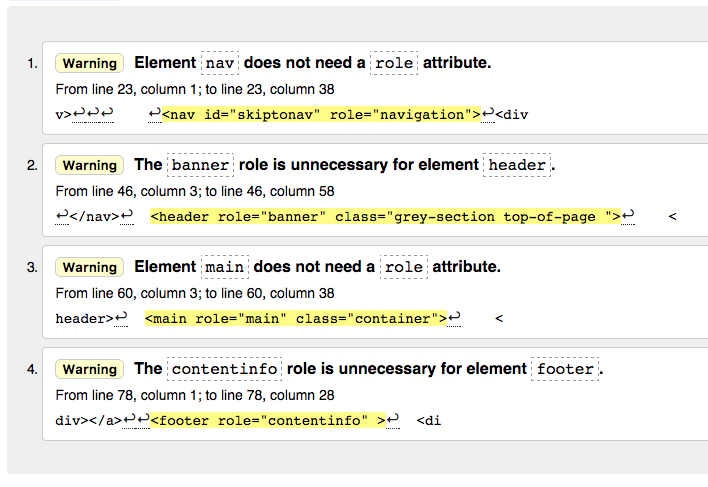 1. Warning Element nav does not need a role attribute.
From line 23, column 1; to line 23, column 38
v>↩↩↩    ↩<nav id="skiptonav" role="navigation">↩<div
2. Warning The banner role is unnecessary for element header.
From line 46, column 3; to line 46, column 58
↩</nav>↩  <header role="banner" class="grey-section top-of-page ">↩    <
3. Warning Element main does not need a role attribute.
From line 60, column 3; to line 60, column 38
header>↩  <main role="main" class="container">↩    <
4. Warning The contentinfo role is unnecessary for element footer.
From line 78, column 1; to line 78, column 28
div></a>↩↩<footer role="contentinfo" >↩  <di